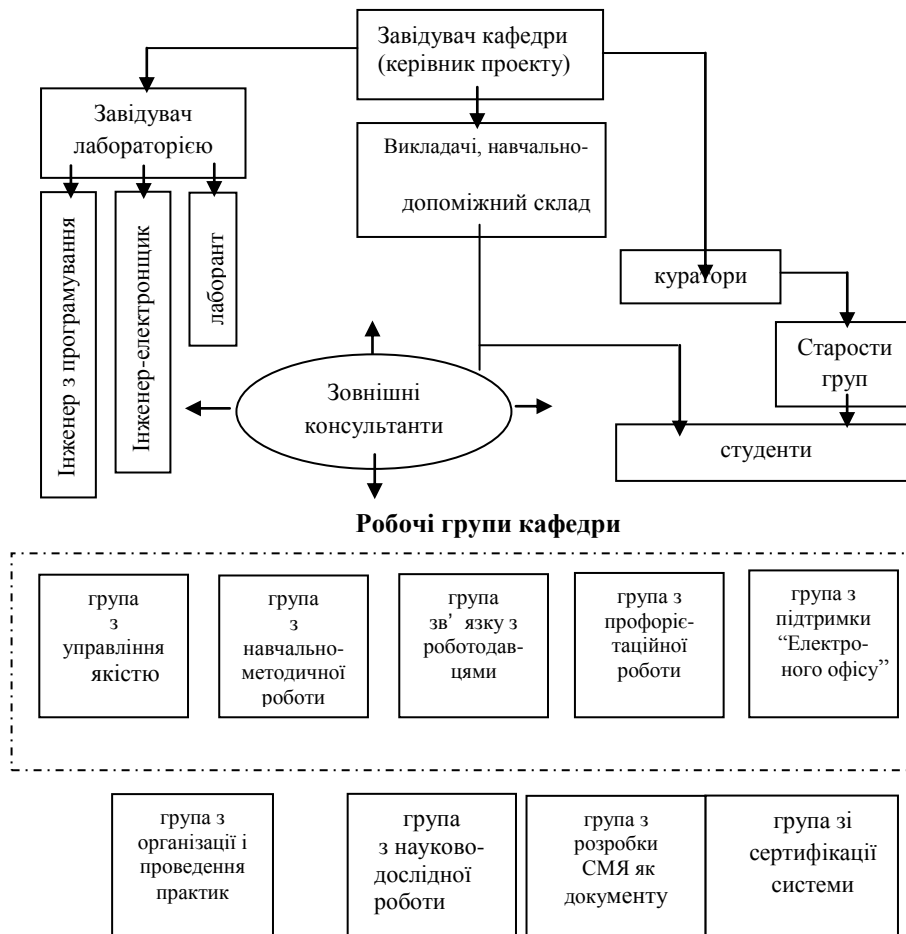 Завідувач кафедри
(керівник проекту)
Завідувач
лабораторією
Викладачі, навчально-
допоміжний склад
Інженер з програмування
Інженер-електронщик
лаборант
куратори
Старости
груп
Зовнішні
консультанти
студенти
Робочі групи кафедри
група
з
управління
якістю
група
з
навчально-
методичної
роботи
група
зв’ язку з
роботодав-
цями
група з
профоріє-
таційної
роботи
група з
підтримки
“Електро-
ного офісу”
група з
організації і
проведення
практик
група
з науково-
дослідної
роботи
група з
розробки
СМЯ як
документу
група зі
сертифікації
системи